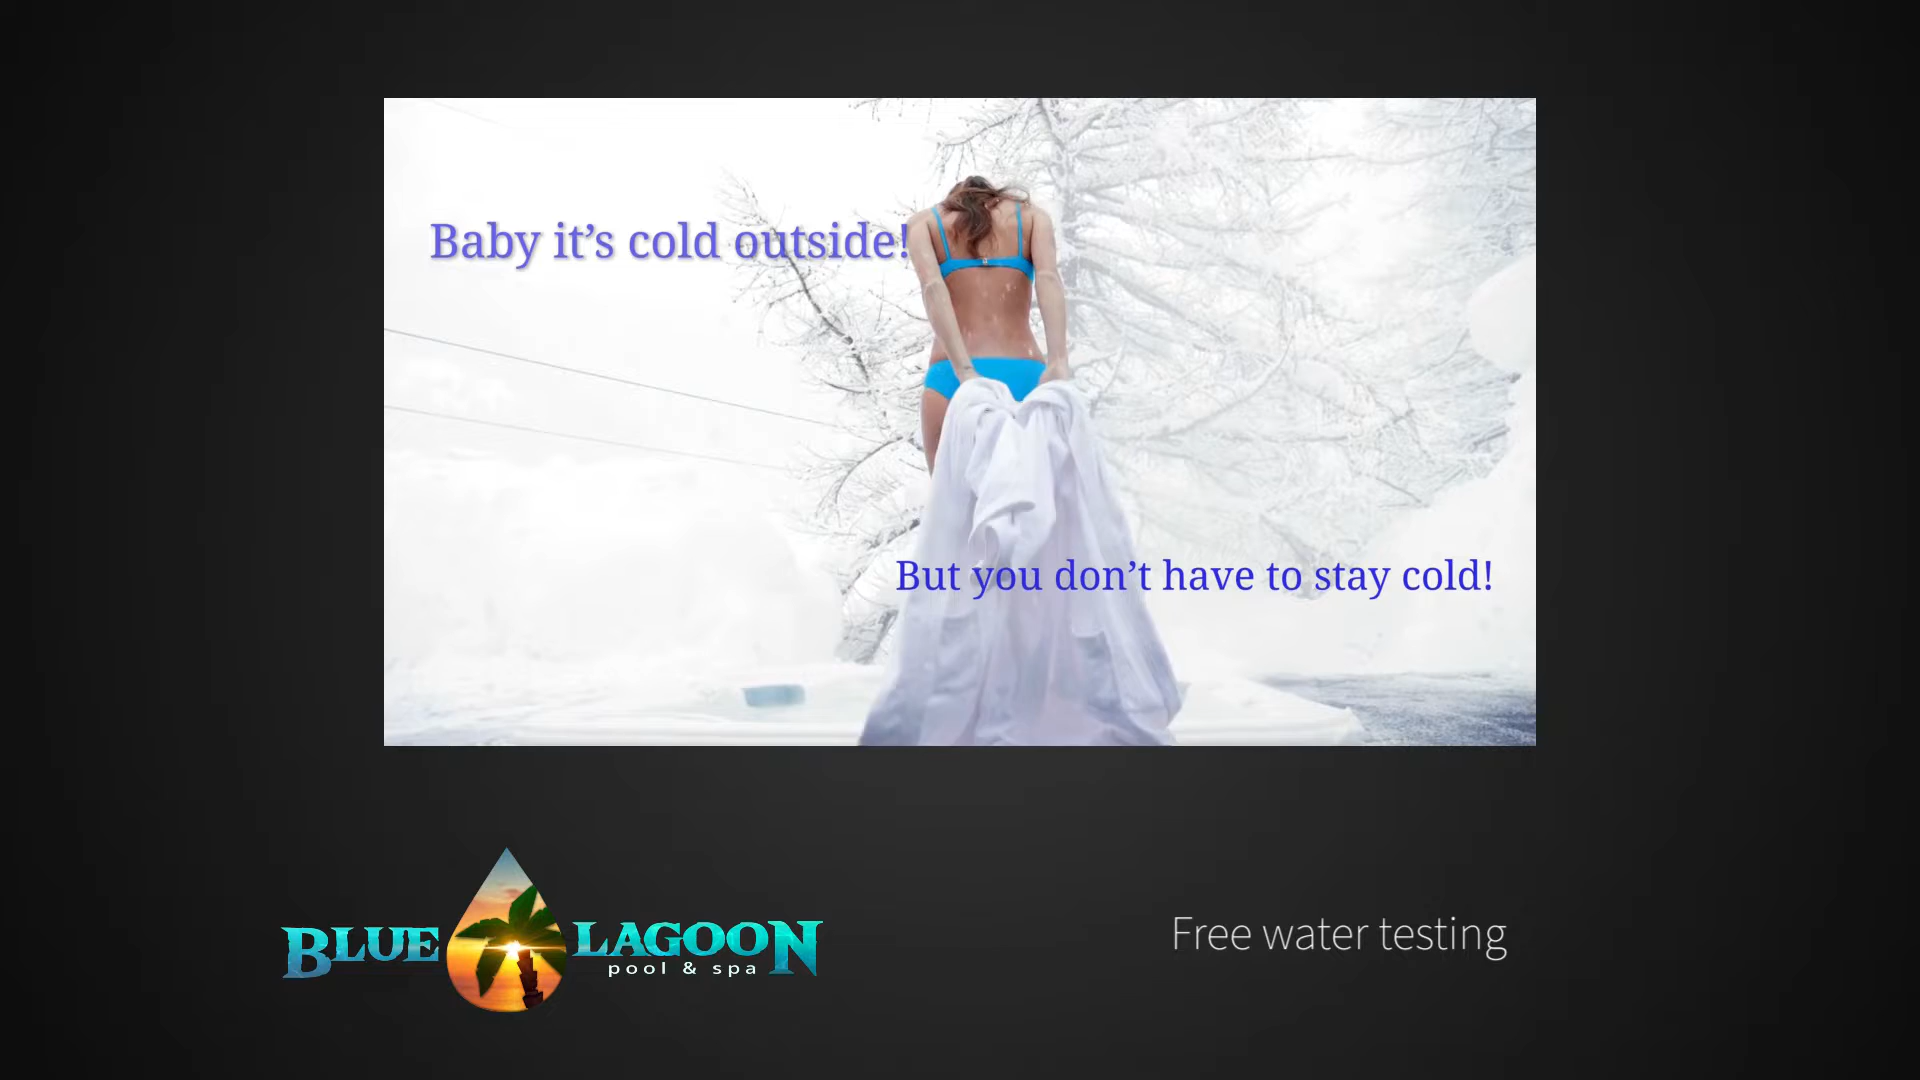 Baby it’s cold outside!
But you don’t have to stay cold!
BLUE LAGOON
pool & spa
Free water testing